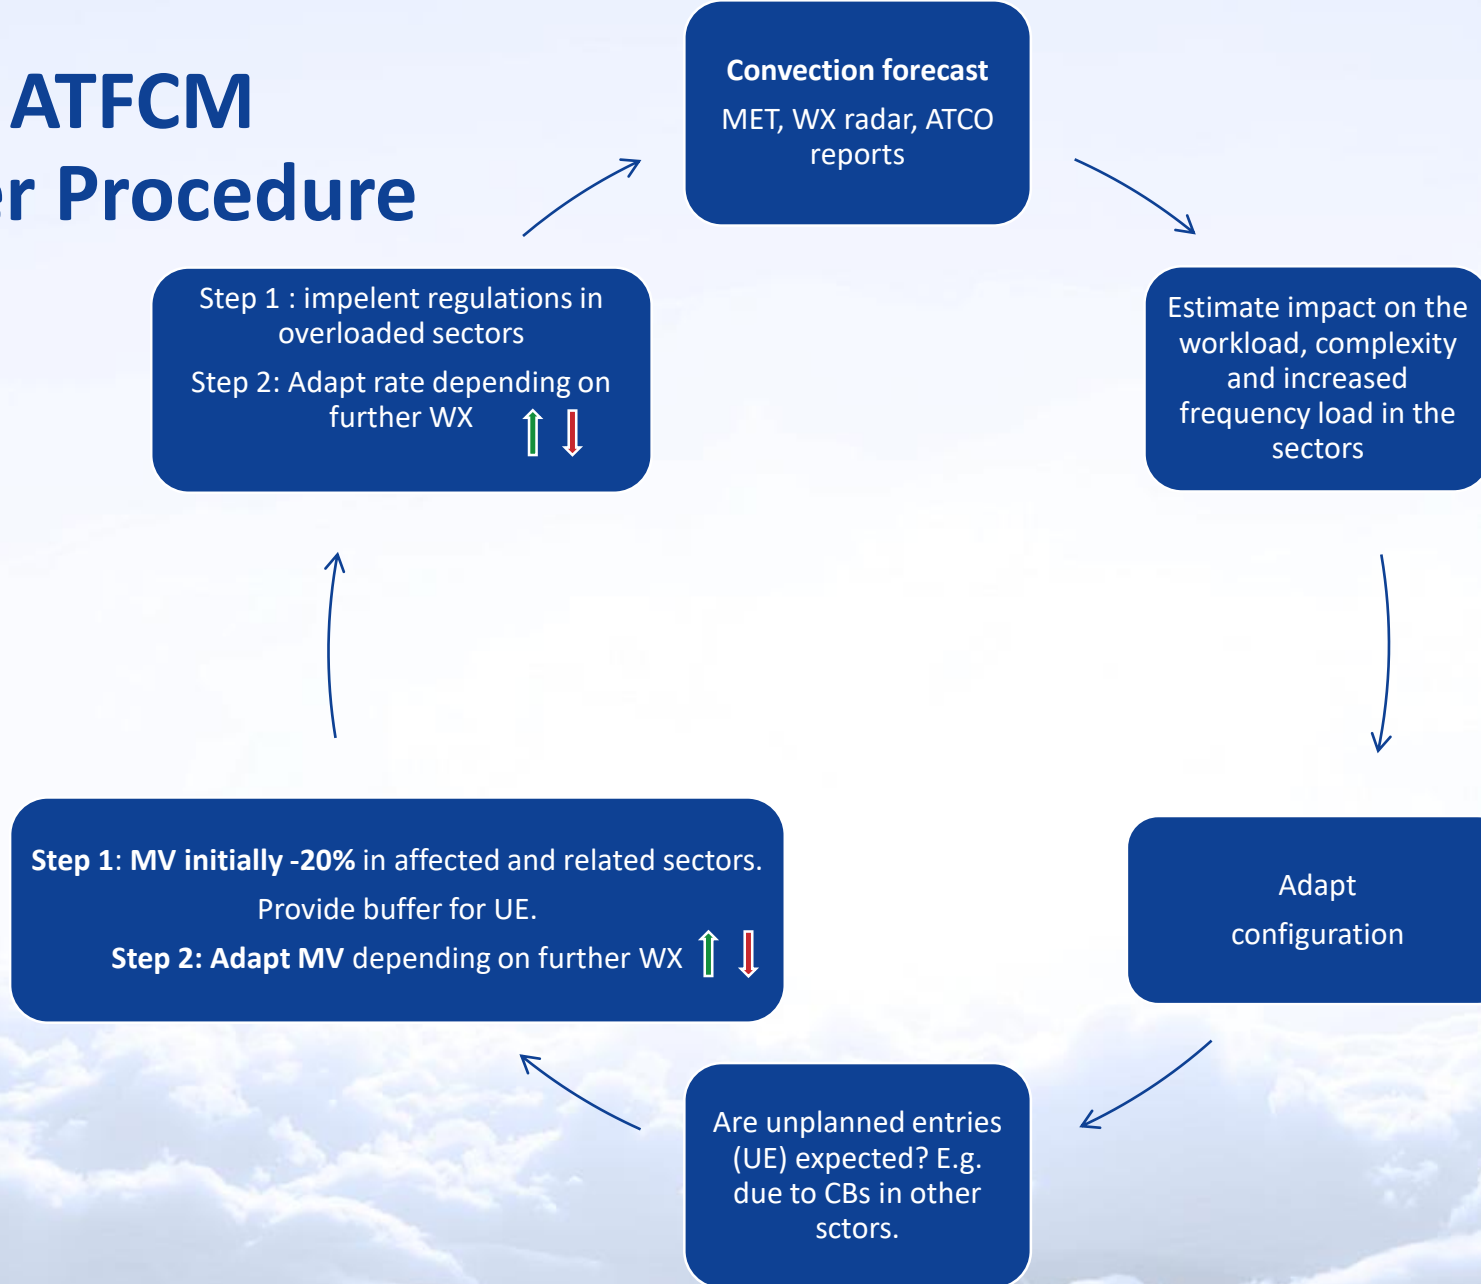 ATFCM
er Procedure
Convection forecast
MET, WX radar, ATCO
reports
Estimate impact on the
workload, complexity
and increased
frequency load in the
sectors
Adapt
configuration
Are unplanned entries
(UE) expected? E.g.
due to CBs in other
sctors.
Step 1: MV initially -20% in affected and related sectors.
Provide buffer for UE.
Step 2: Adapt MV depending on further WX
Step 1 : impelent regulations in
overloaded sectors
Step 2: Adapt rate depending on
further WX